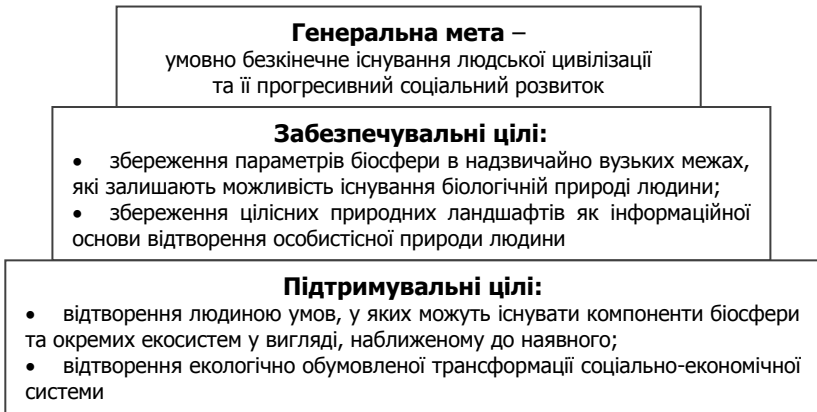 Генеральна мета –
умовно безкінечне існування людської цивілізації
та її прогресивний соціальний розвиток
Забезпечувальні цілі:
• збереження параметрів біосфери в надзвичайно вузьких межах,
які залишають можливість існування біологічній природі людини;
• збереження цілісних природних ландшафтів як інформаційної
основи відтворення особистісної природи людини
Підтримувальні цілі:
• відтворення людиною умов, у яких можуть існувати компоненти біосфери
та окремих екосистем у вигляді, наближеному до наявного;
• відтворення екологічно обумовленої трансформації соціально-економічної
системи